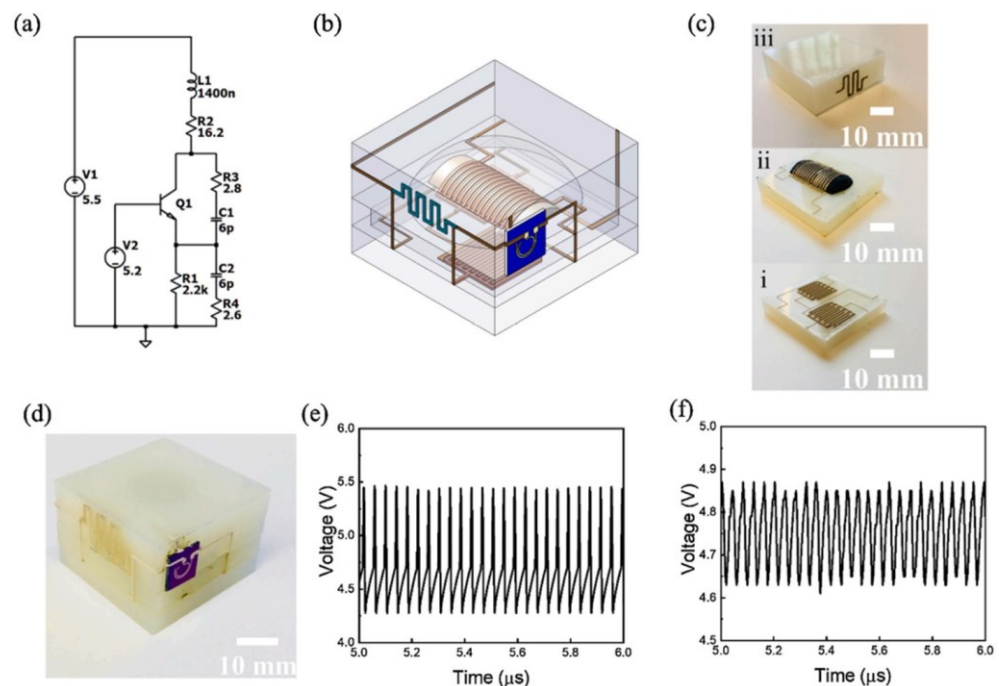 (a)
L1
1400n
R2
16.2
V1
5.5
Q1
R3
2.8
C1
6p
V2
5.2
R1
2.2k
C2
6p
R4
2.6
(b)
(c)
iii
10 mm
ii
10 mm
i
10 mm
(d)
10 mm
(e)
6.0
5.5
5.0
4.5
4.0
Voltage (V)
5.0 5.2 5.4 5.6 5.8 6.0
Time (μs)
(f)
5.0
4.9
4.8
4.7
4.6
4.5
Voltage (V)
5.0 5.2 5.4 5.6 5.8 6.0
Time (μs)